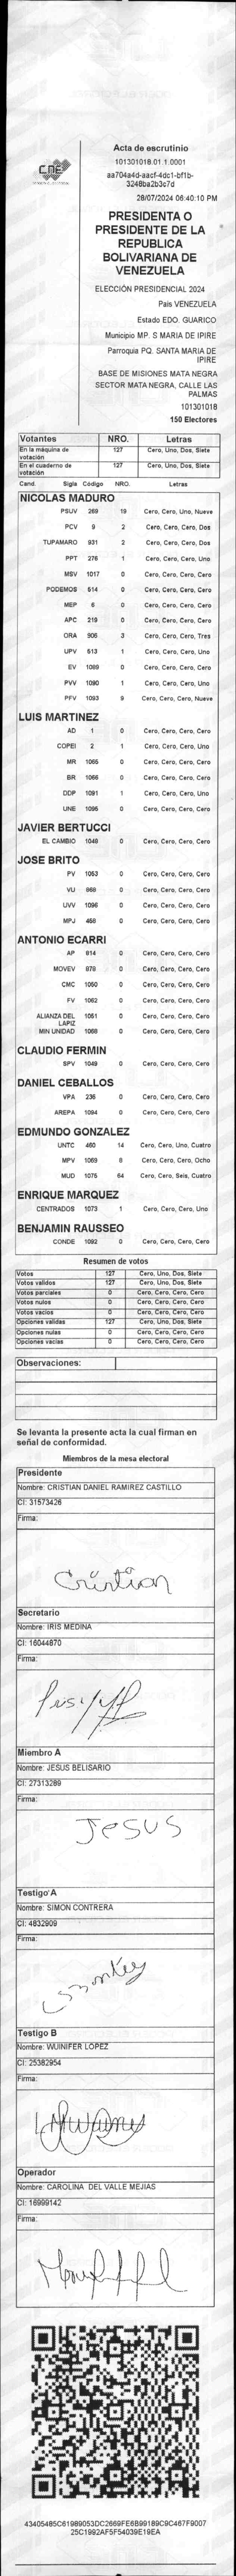 CNE
PODER ELECTORAL
Acta de escrutinio
101301018.01.1.0001
aa704a4d-aacf-4dc1-bf1b-
3248ba2b3c7d
28/07/2024 06:40:10 PM
PRESIDENTA O
PRESIDENTE DE LA
REPUBLICA
BOLIVARIANA DE
VENEZUELA
ELECCIÓN PRESIDENCIAL 2024
País VENEZUELA
Estado EDO. GUARICO
Municipio MP. S MARIA DE IPIRE
Parroquia PQ. SANTA MARIA DE
IPIRE
BASE DE MISIONES MATA NEGRA
SECTOR MATA NEGRA, CALLE LAS
PALMAS
101301018
150 Electores
Votantes NRO. Letras
En la máquina de votación 127 Cero, Uno, Dos, Siete
En el cuaderno de votación 127 Cero, Uno, Dos, Siete
Cand. Sigla Código NRO. Letras
NICOLAS MADURO
PSUV 269 19 Cero, Cero, Uno, Nueve
PCV 9 2 Cero, Cero, Cero, Dos
TUPAMARO 931 2 Cero, Cero, Cero, Dos
PPT 276 1 Cero, Cero, Cero, Uno
MSV 1017 0 Cero, Cero, Cero, Cero
PODEMOS 514 0 Cero, Cero, Cero, Cero
MEP 6 0 Cero, Cero, Cero, Cero
APC 219 0 Cero, Cero, Cero, Cero
ORA 906 3 Cero, Cero, Cero, Tres
UPV 513 1 Cero, Cero, Cero, Uno
EV 1089 0 Cero, Cero, Cero, Cero
PVV 1090 1 Cero, Cero, Cero, Uno
PFV 1093 9 Cero, Cero, Cero, Nueve
LUIS MARTINEZ
AD 1 0 Cero, Cero, Cero, Cero
COPEI 2 1 Cero, Cero, Cero, Uno
MR 1065 0 Cero, Cero, Cero, Cero
BR 1066 0 Cero, Cero, Cero, Cero
DDP 1091 1 Cero, Cero, Cero, Uno
UNE 1095 0 Cero, Cero, Cero, Cero
JAVIER BERTUCCI
EL CAMBIO 1048 0 Cero, Cero, Cero, Cero
JOSE BRITO
PV 1053 0 Cero, Cero, Cero, Cero
VU 969 0 Cero, Cero, Cero, Cero
UVV 1096 0 Cero, Cero, Cero, Cero
MPJ 458 0 Cero, Cero, Cero, Cero
ANTONIO ECARRI
AP 814 0 Cero, Cero, Cero, Cero
MOVEV 979 0 Cero, Cero, Cero, Cero
CMC 1050 0 Cero, Cero, Cero, Cero
FV 1062 0 Cero, Cero, Cero, Cero
ALIANZA DEL LAPIZ 1051 0 Cero, Cero, Cero, Cero
MIN UNIDAD 1068 0 Cero, Cero, Cero, Cero
CLAUDIO FERMIN
SPV 1049 0 Cero, Cero, Cero, Cero
DANIEL CEBALLOS
VPA 236 0 Cero, Cero, Cero, Cero
AREPA 1094 0 Cero, Cero, Cero, Cero
EDMUNDO GONZALEZ
UNTC 460 14 Cero, Cero, Uno, Cuatro
MPV 1069 8 Cero, Cero, Cero, Ocho
MUD 1075 64 Cero, Cero, Seis, Cuatro
ENRIQUE MARQUEZ
CENTRADOS 1073 1 Cero, Cero, Cero, Uno
BENJAMIN RAUSSEO
CONDE 1092 0 Cero, Cero, Cero, Cero
Resumen de votos
Votos 127 Cero, Uno, Dos, Siete
Votos validos 127 Cero, Uno, Dos, Siete
Votos parciales 0 Cero, Cero, Cero, Cero
Votos nulos 0 Cero, Cero, Cero, Cero
Votos vacios 0 Cero, Cero, Cero, Cero
Opciones validas 127 Cero, Uno, Dos, Siete
Opciones nulas 0 Cero, Cero, Cero, Cero
Opciones vacias 0 Cero, Cero, Cero, Cero
Observaciones:
Se levanta la presente acta la cual firman en
señal de conformidad.
Miembros de la mesa electoral
Presidente
Nombre: CRISTIAN DANIEL RAMIREZ CASTILLO
CI: 31573426
Firma:
Cristian
Secretario
Nombre: IRIS MEDINA
CI: 16044870
Firma:
Miembro A
Nombre: JESUS BELISARIO
CI: 27313289
Firma:
JESUS
Testigo A
Nombre: SIMON CONTRERA
CI: 4832909
Firma:
Testigo B
Nombre: WUINIFER LOPEZ
CI: 25382954
Firma:
Operador
Nombre: CAROLINA DEL VALLE MEJIAS
CI: 16999142
Firma:
43405485C61989053DC2669FE6B99189C9C467F9007
25C1992AF5F54039E19EA